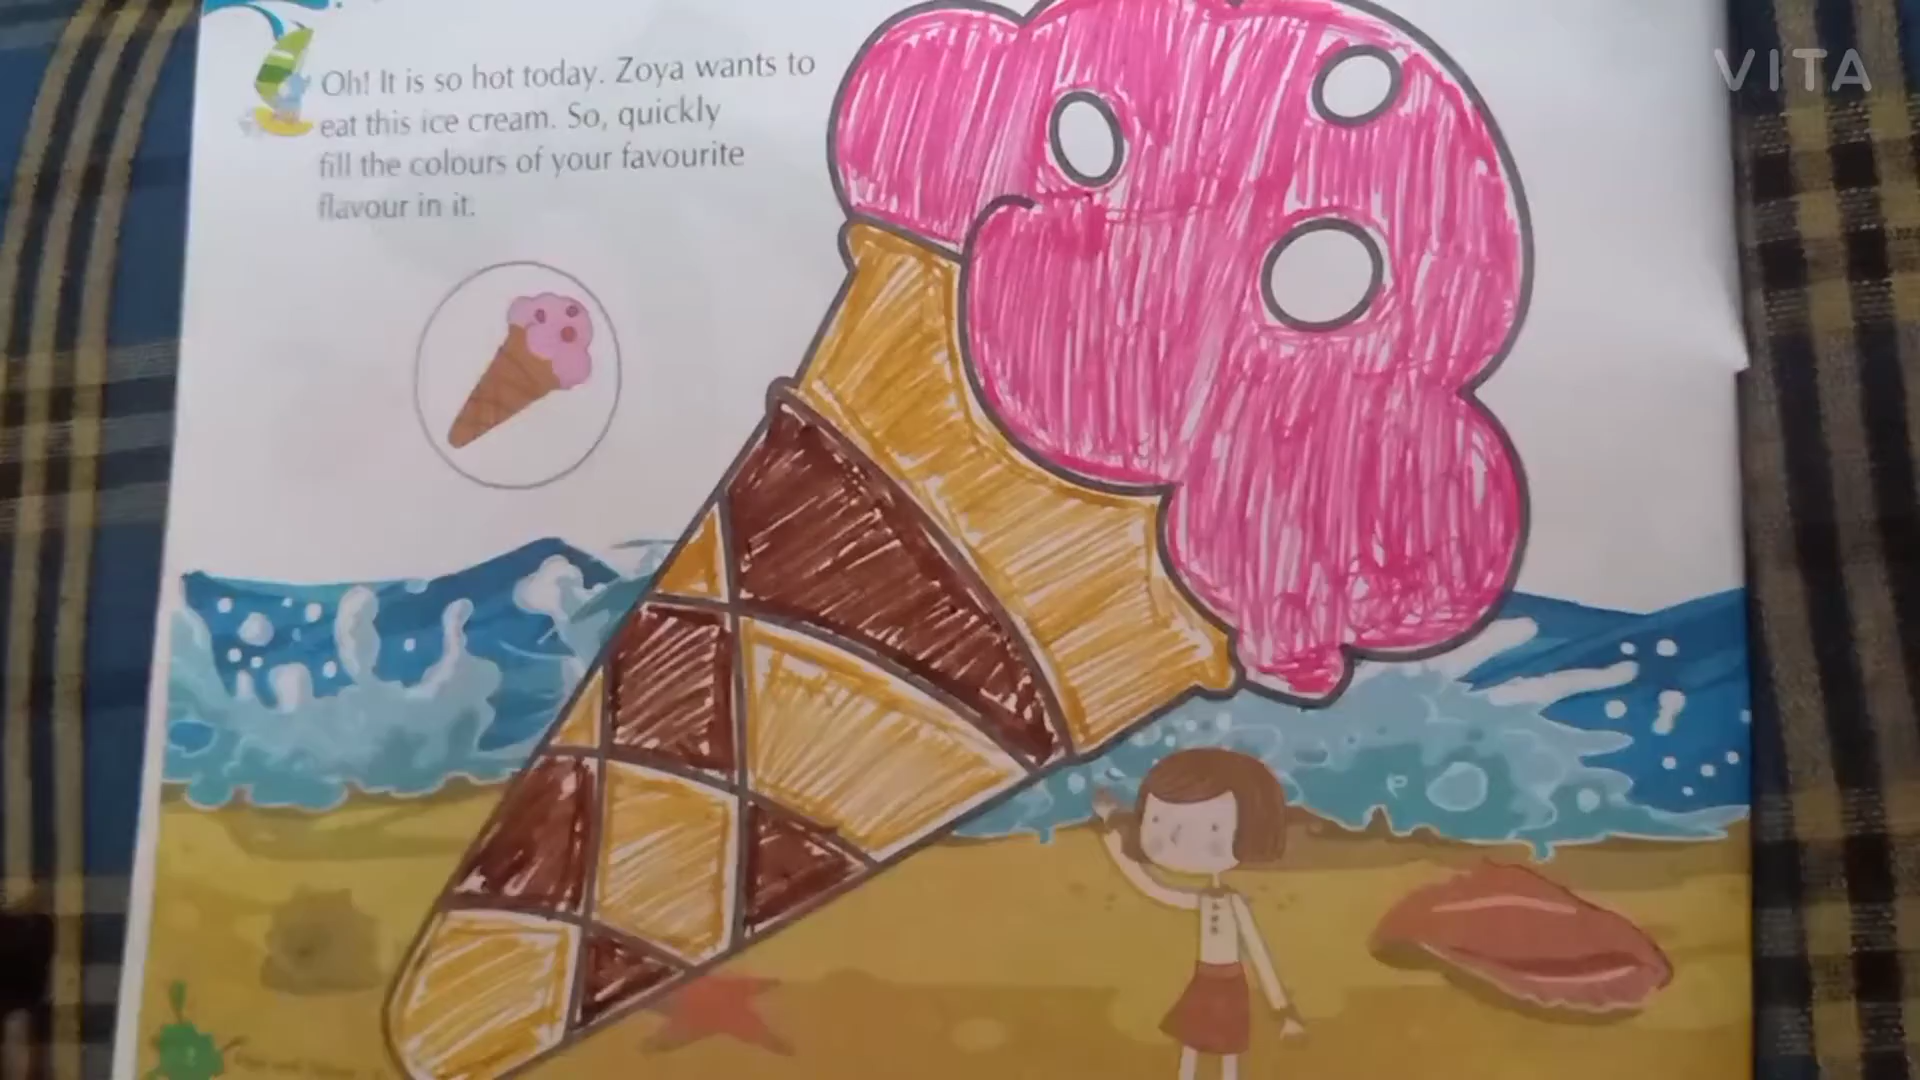 Oh! It is so hot today. Zoya wants to
eat this ice cream. So, quickly
fill the colours of your favourite
flavour in it.
VITA